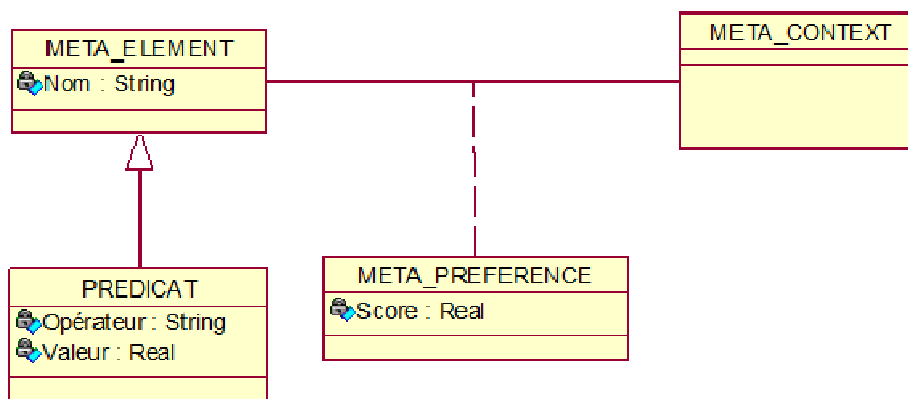 META_ELEMENT
Nom : String
META_CONTEXT
PREDICAT
Opérateur : String
Valeur : Real
META_PREFERENCE
Score : Real